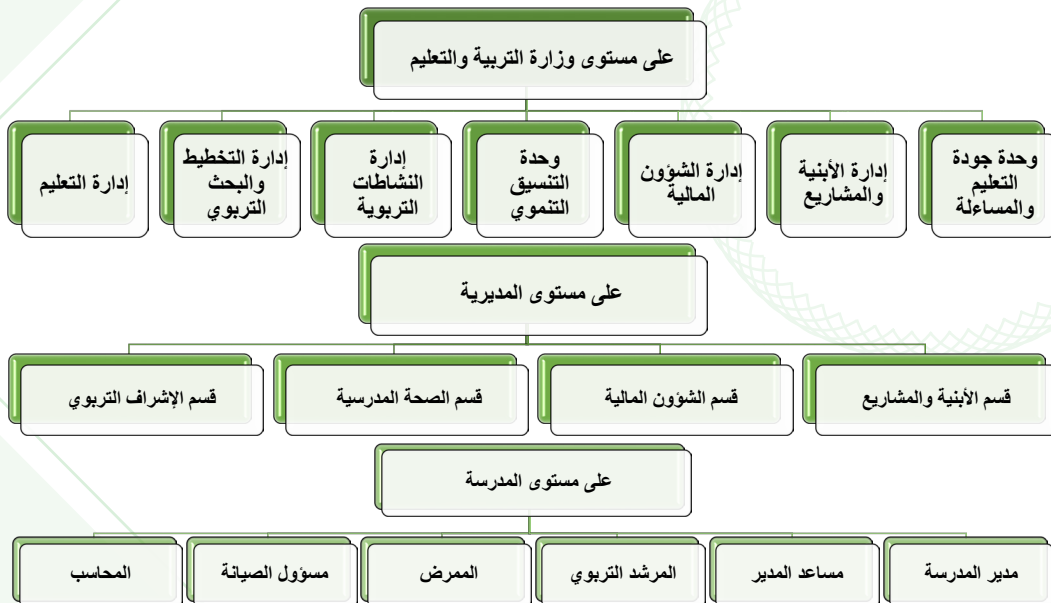 على مستوى وزارة التربية والتعليم
وحدة جودة
التعليم
والمساءلة
إدارة الأبنية
والمشاريع
إدارة الشؤون
المالية
وحدة
التنسيق
التنموي
إدارة
النشاطات
التربوية
إدارة التخطيط
والبحث
التربوي
إدارة التعليم
على مستوى المديرية
قسم الأبنية والمشاريع
قسم الشؤون المالية
قسم الصحة المدرسية
قسم الإشراف التربوي
على مستوى المدرسة
مدير المدرسة
مساعد المدير
المرشد التربوي
الممرض
مسؤول الصيانة
المحاسب